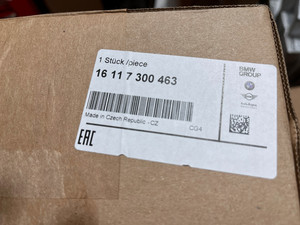 1 Stück /piece
16 11 7 300 463
BMW
GROUP
Made in Czech Republic -CZ
C04
EAC